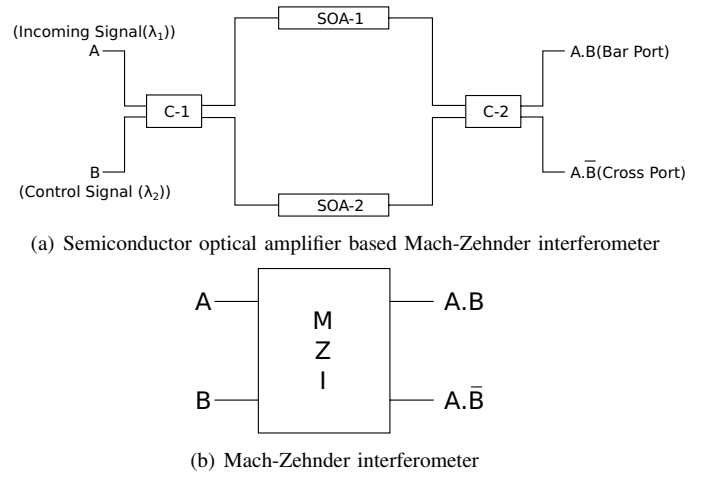 (Incoming Signal(λ₁))
A
SOA-1
A.B(Bar Port)
C-1
C-2
B
(Control Signal (λ₂))
SOA-2
A.B̅(Cross Port)
(a) Semiconductor optical amplifier based Mach-Zehnder interferometer
A
A.B
M
Z
I
B
A.B̅
(b) Mach-Zehnder interferometer